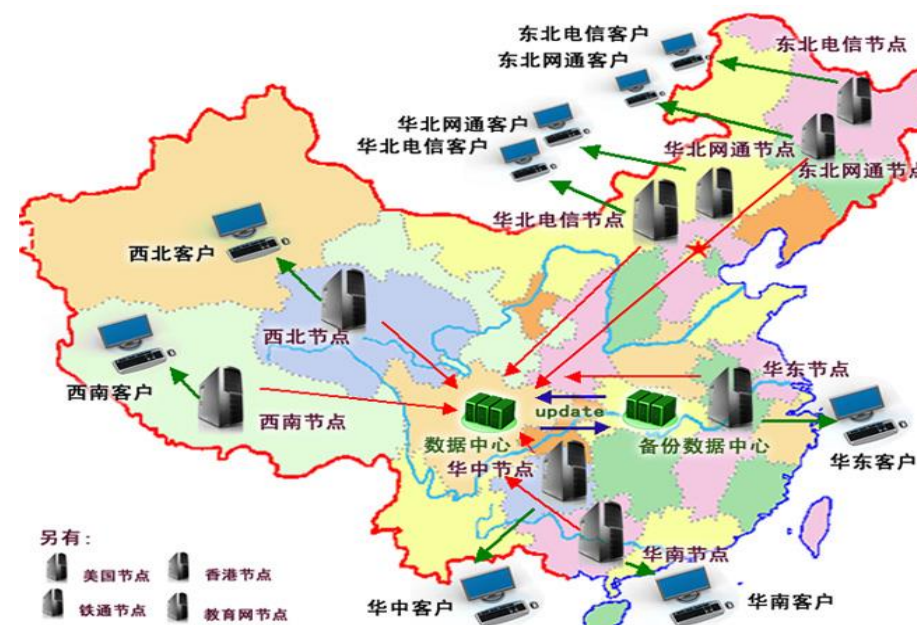 东北电信客户
东北电信节点
东北网通客户
华北网通客户
华北网通节点
华北电信客户
东北网通节点
华北电信节点
西北客户
西北节点
华东节点
西南客户
西南节点
update
数据中心
备份数据中心
华东客户
华中节点
另有：
华南节点
美国节点
香港节点
铁通节点
教育网节点
华中客户
华南客户